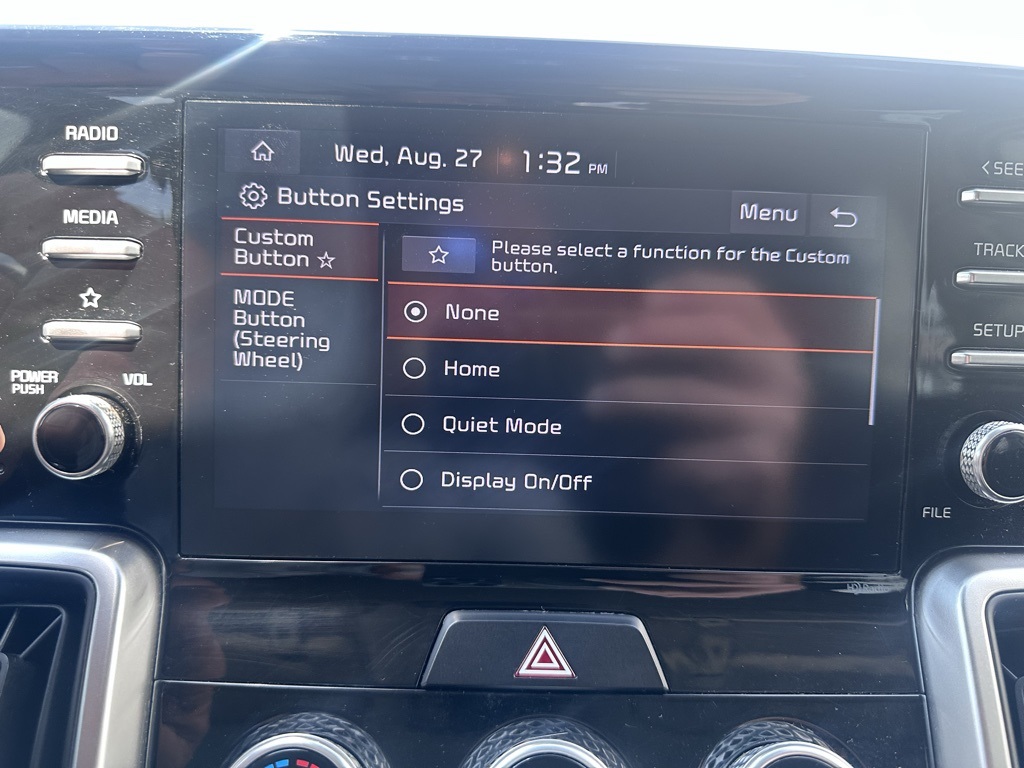 RADIO
MEDIA
☆
POWER
PUSH
VOL
Wed, Aug. 27
1:32 PM
Button Settings
Menu
Custom
Button ☆
MODE
Button
(Steering
Wheel)
☆ Please select a function for the Custom
button.
None
Home
Quiet Mode
Display On/Off
< SEE
TRACK
SETUP
FILE